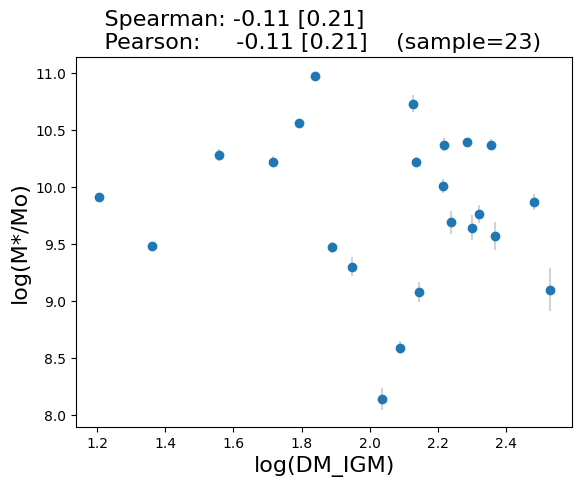 Spearman: -0.11 [0.21]
Pearson: -0.11 [0.21] (sample=23)
11.0
10.5
10.0
9.5
9.0
8.5
8.0
log(M*/Mo)
1.2 1.4 1.6 1.8 2.0 2.2 2.4
log(DM_IGM)